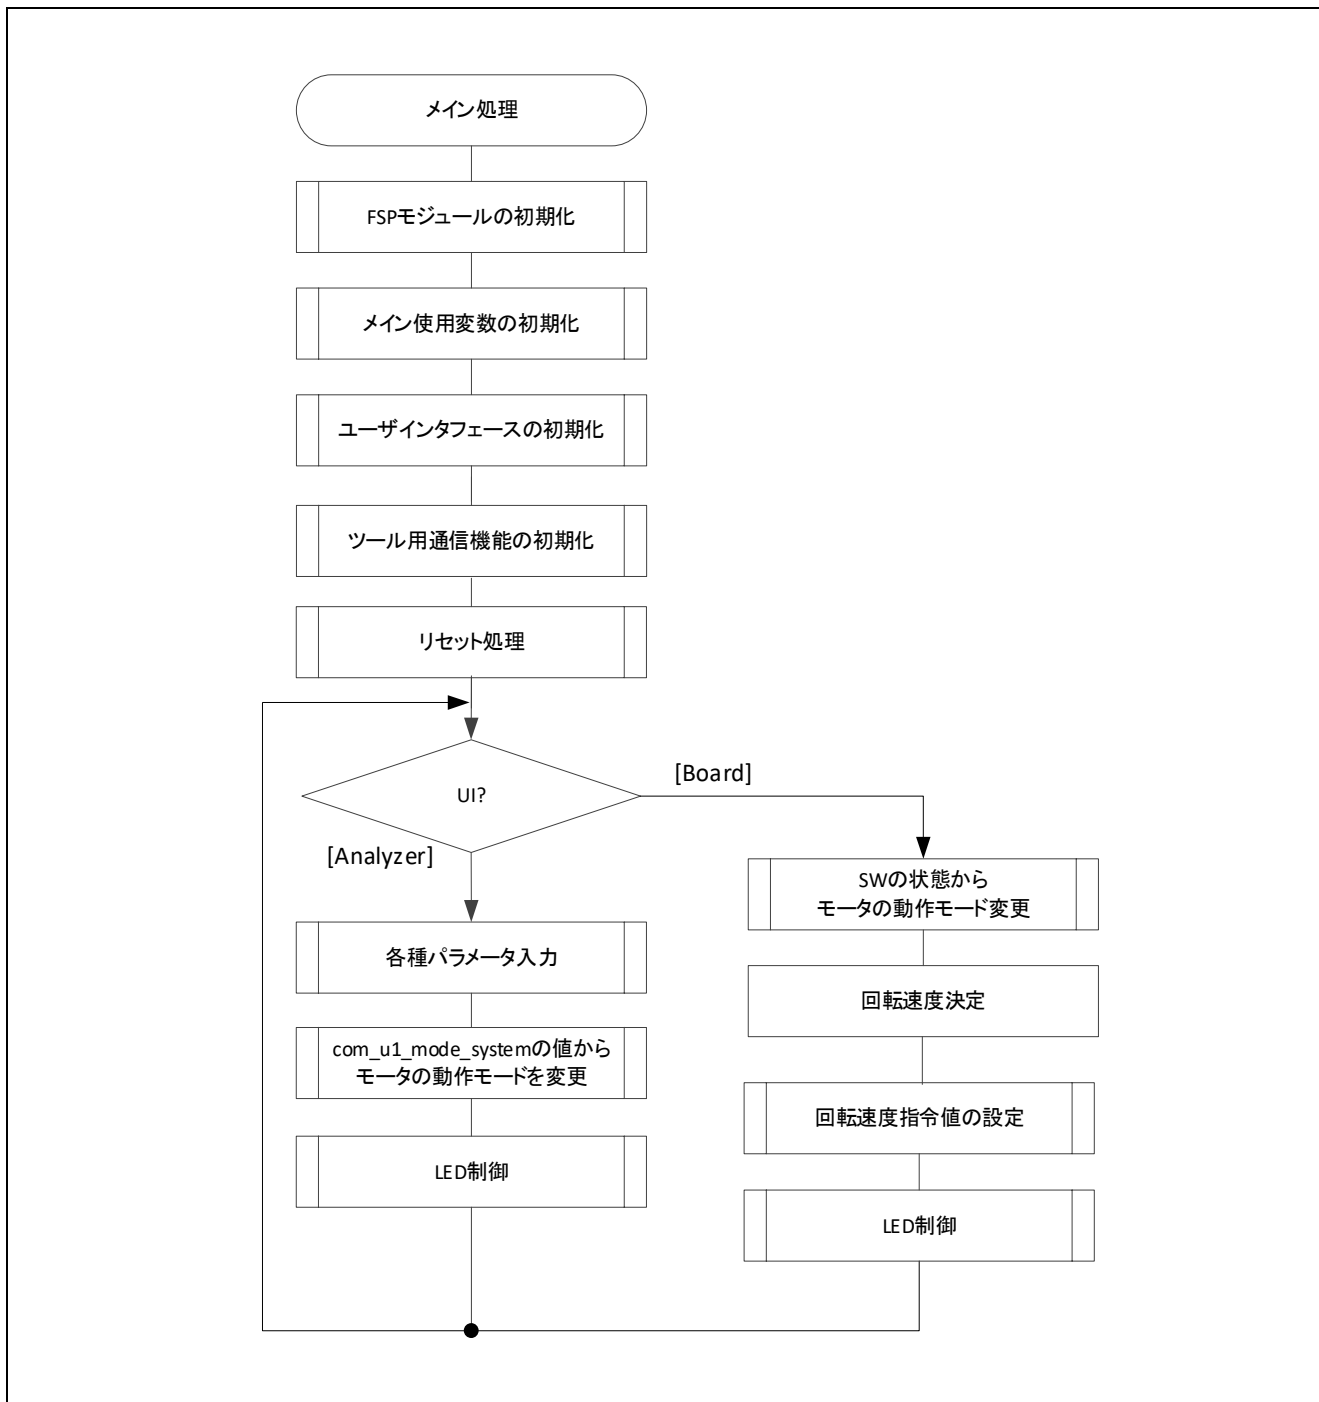 メイン処理
FSPモジュールの初期化
メイン使用変数の初期化
ユーザインタフェースの初期化
ツール用通信機能の初期化
リセット処理
UI?
[Board]
[Analyzer]
各種パラメータ入力
com_u1_mode_systemの値から
モータの動作モードを変更
LED制御
SWの状態から
モータの動作モード変更
回転速度決定
回転速度指令値の設定
LED制御